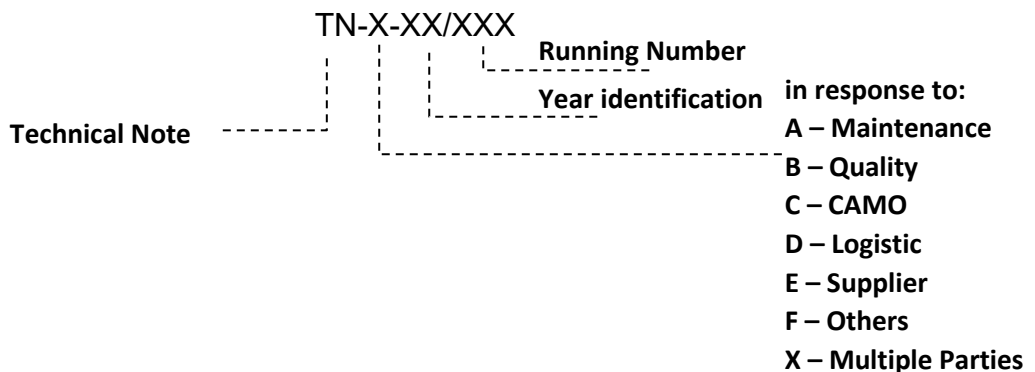 TN-X-XX/XXX
Running Number
Year identification
Technical Note
in response to:
A – Maintenance
B – Quality
C – CAMO
D – Logistic
E – Supplier
F – Others
X – Multiple Parties